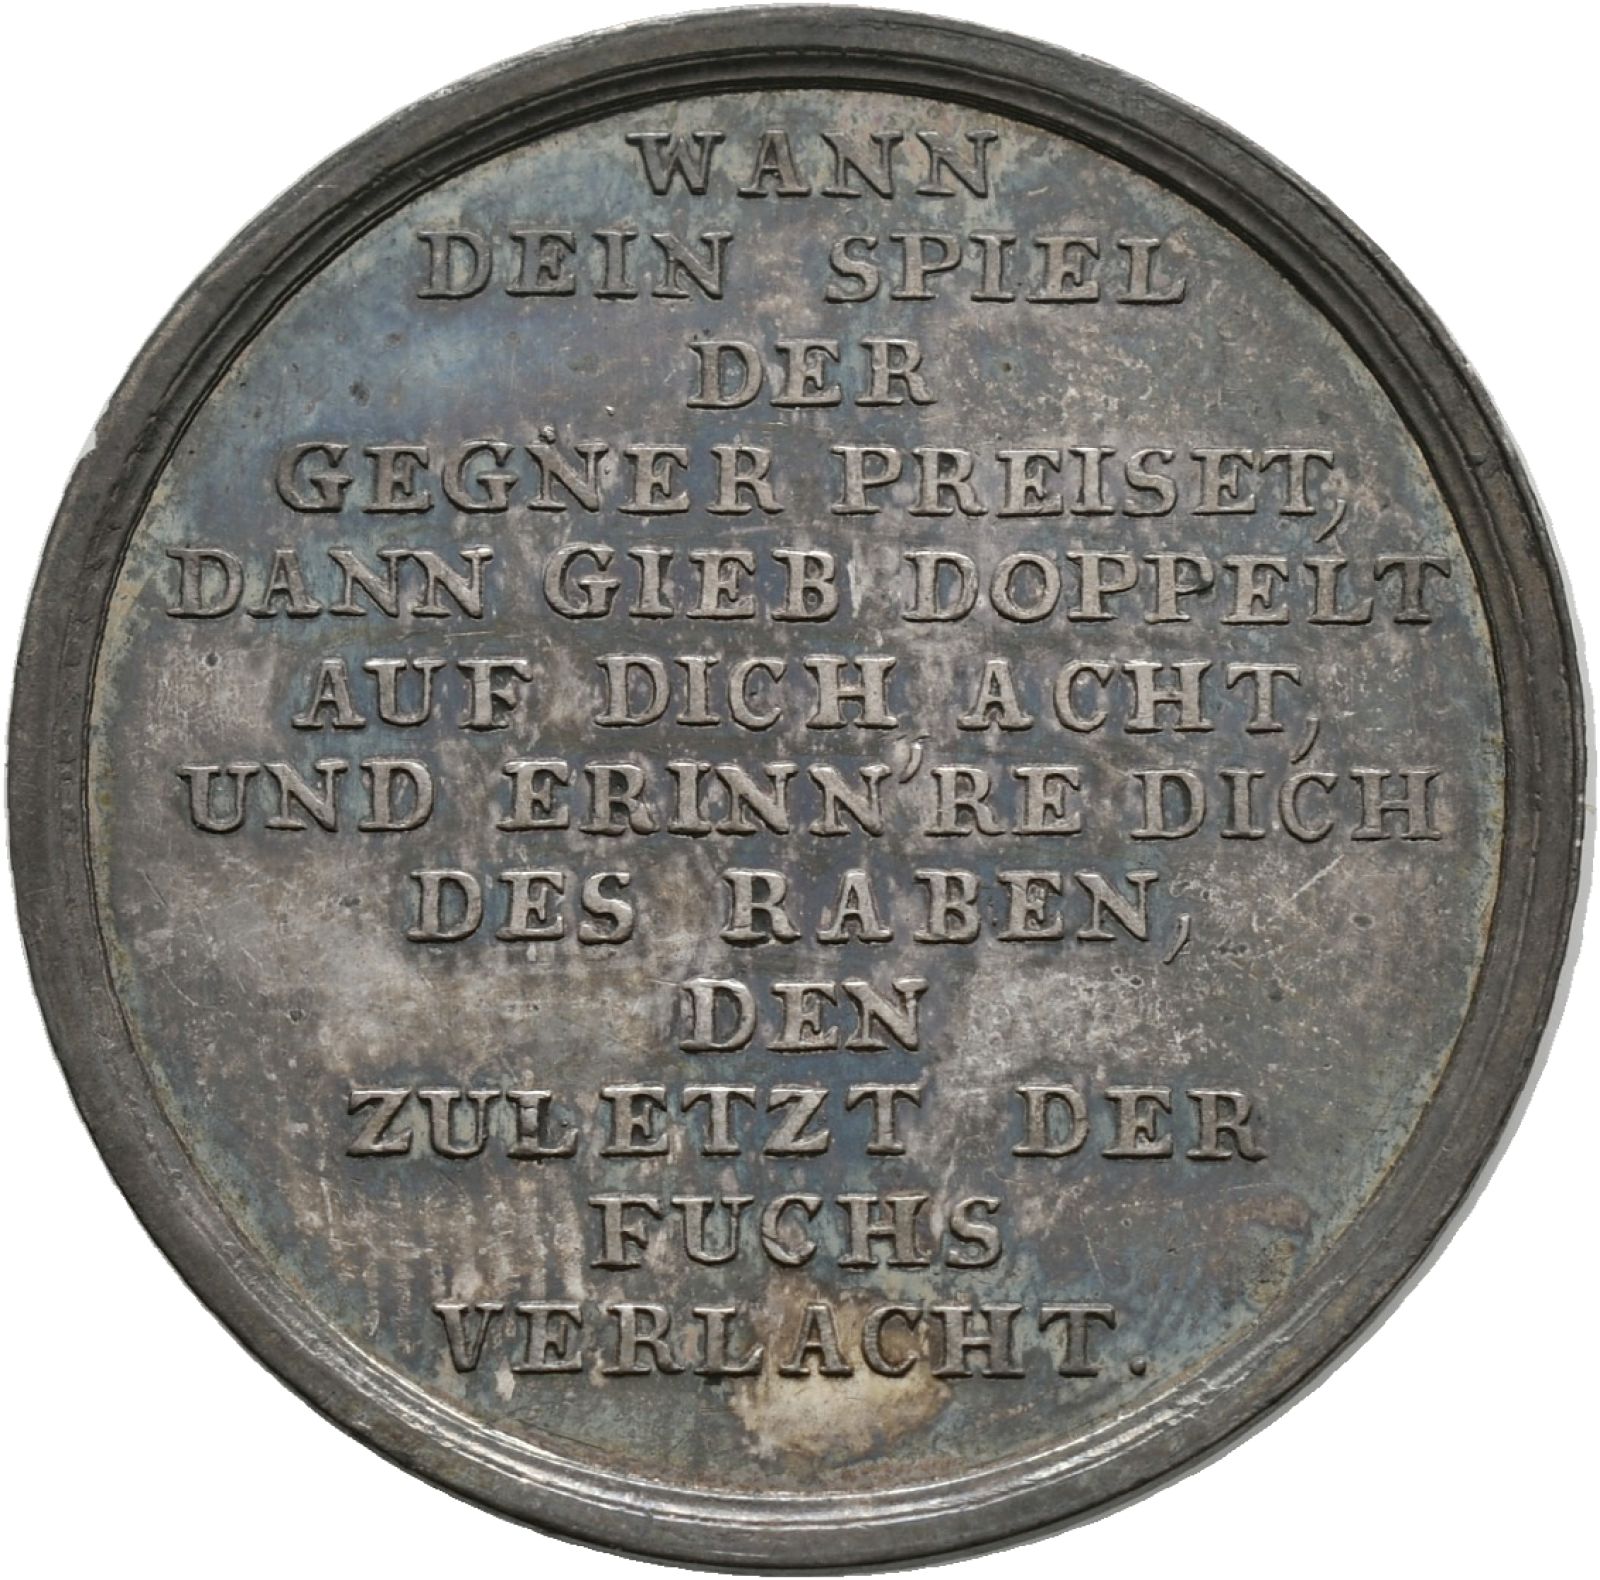 WANN
DEIN SPIEL
DER
GEGNER PREISET,
DANN GIEB DOPPELT
AUF DICH ACHT,
UND ERINN'RE DICH
DES RABEN,
DEN
ZULETZT DER
FUCHS
VERLACHT.